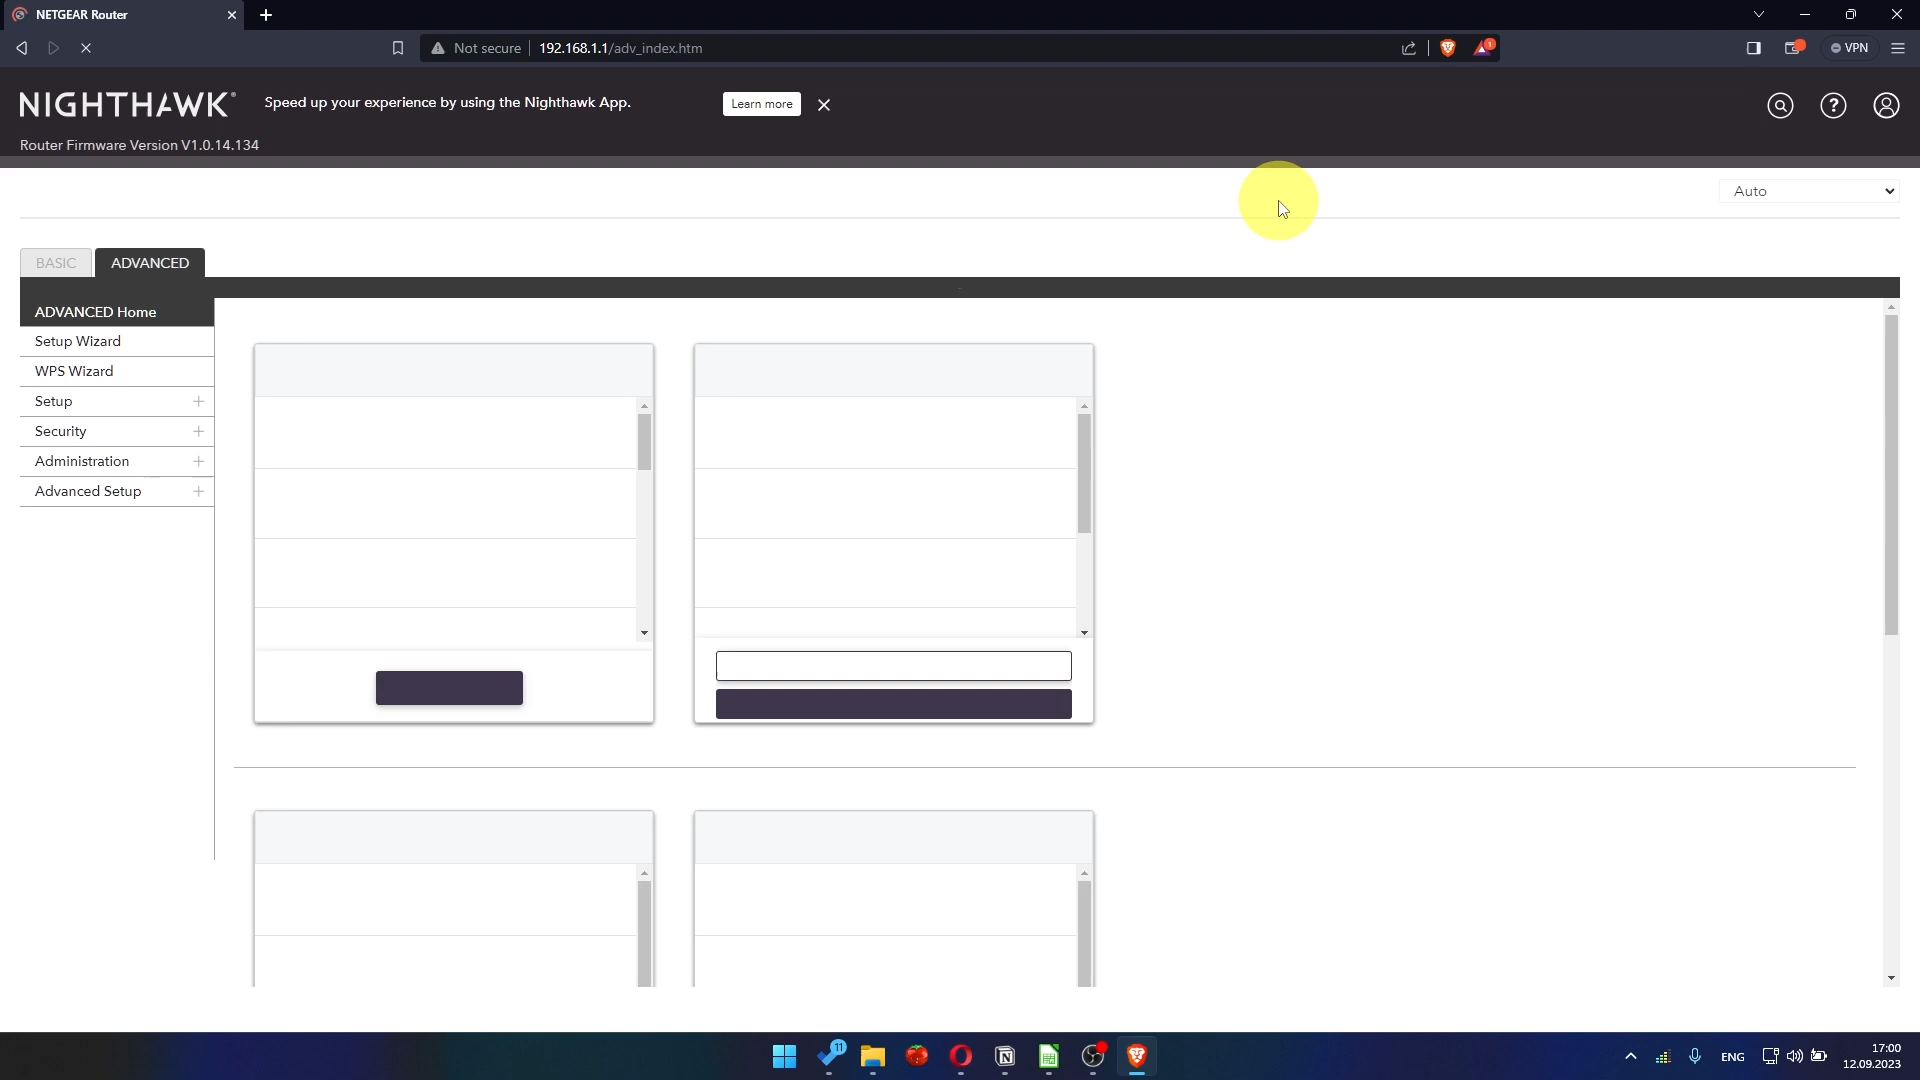 NETGEAR Router
Not secure
192.168.1.1/adv_index.htm
1
VPN
NIGHTHAWK
Speed up your experience by using the Nighthawk App.
Learn more
Router Firmware Version V1.0.14.134
Auto
BASIC
ADVANCED
ADVANCED Home
Setup Wizard
WPS Wizard
Setup
Security
Administration
Advanced Setup
11
ENG
17:00
12.09.2023